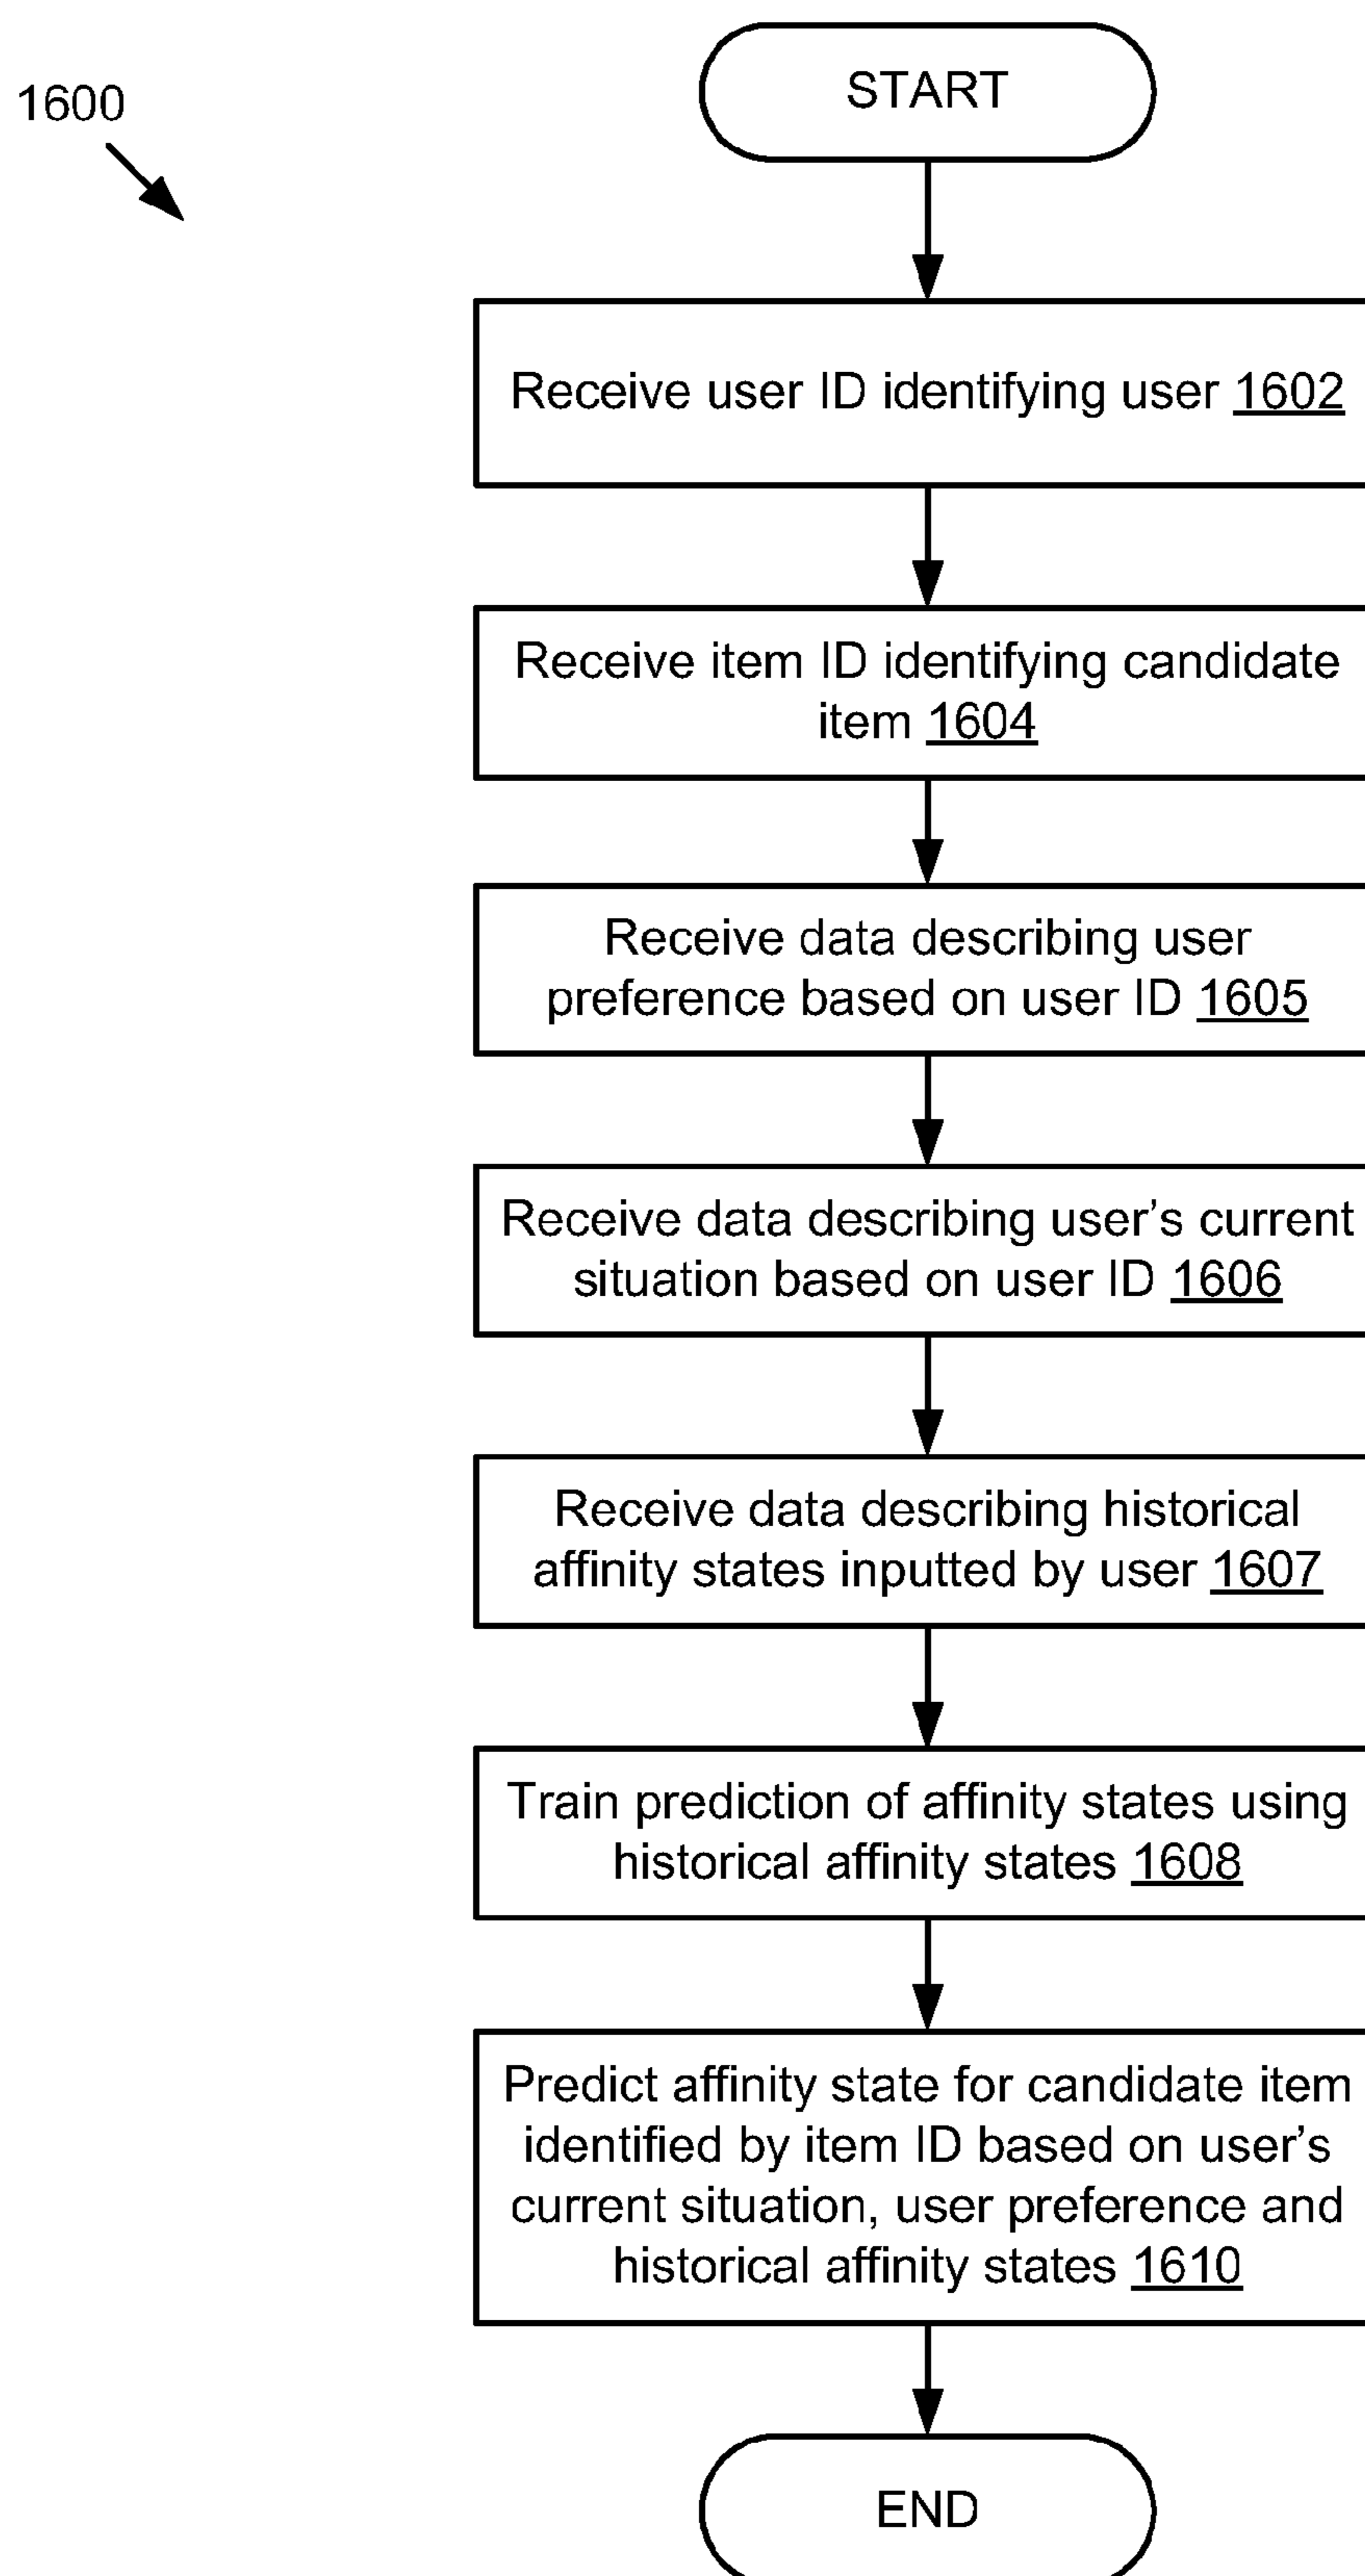 1600
START
Receive user ID identifying user 1602
Receive item ID identifying candidate
item 1604
Receive data describing user
preference based on user ID 1605
Receive data describing user’s current
situation based on user ID 1606
Receive data describing historical
affinity states inputted by user 1607
Train prediction of affinity states using
historical affinity states 1608
Predict affinity state for candidate item
identified by item ID based on user’s
current situation, user preference and
historical affinity states 1610
END